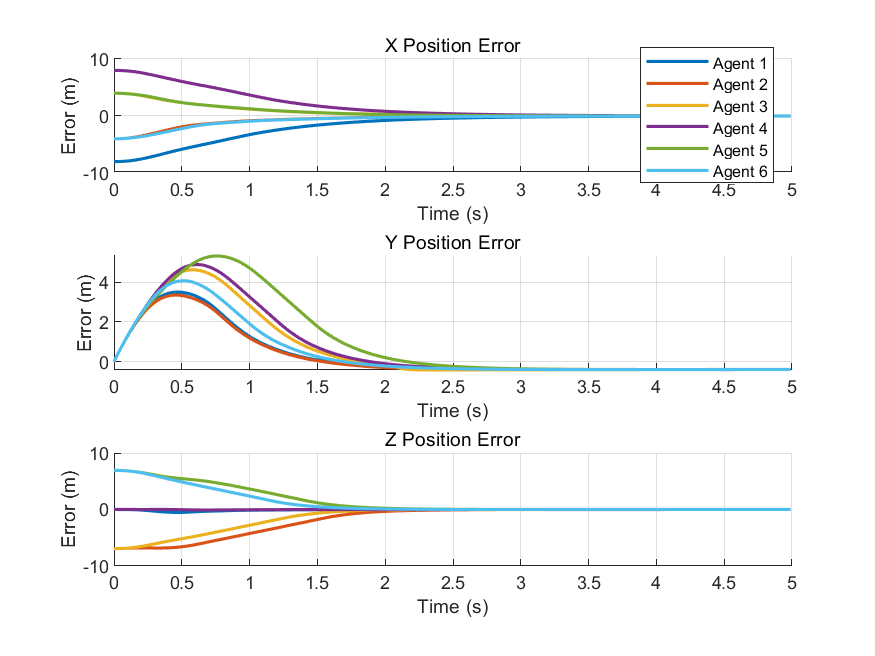 X Position Error
10
0
-10
Error (m)
0 0.5 1 1.5 2 2.5 3 3.5 4 4.5 5
Time (s)
Agent 1
Agent 2
Agent 3
Agent 4
Agent 5
Agent 6
Y Position Error
4
2
0
Error (m)
0 0.5 1 1.5 2 2.5 3 3.5 4 4.5 5
Time (s)
Z Position Error
10
0
-10
Error (m)
0 0.5 1 1.5 2 2.5 3 3.5 4 4.5 5
Time (s)